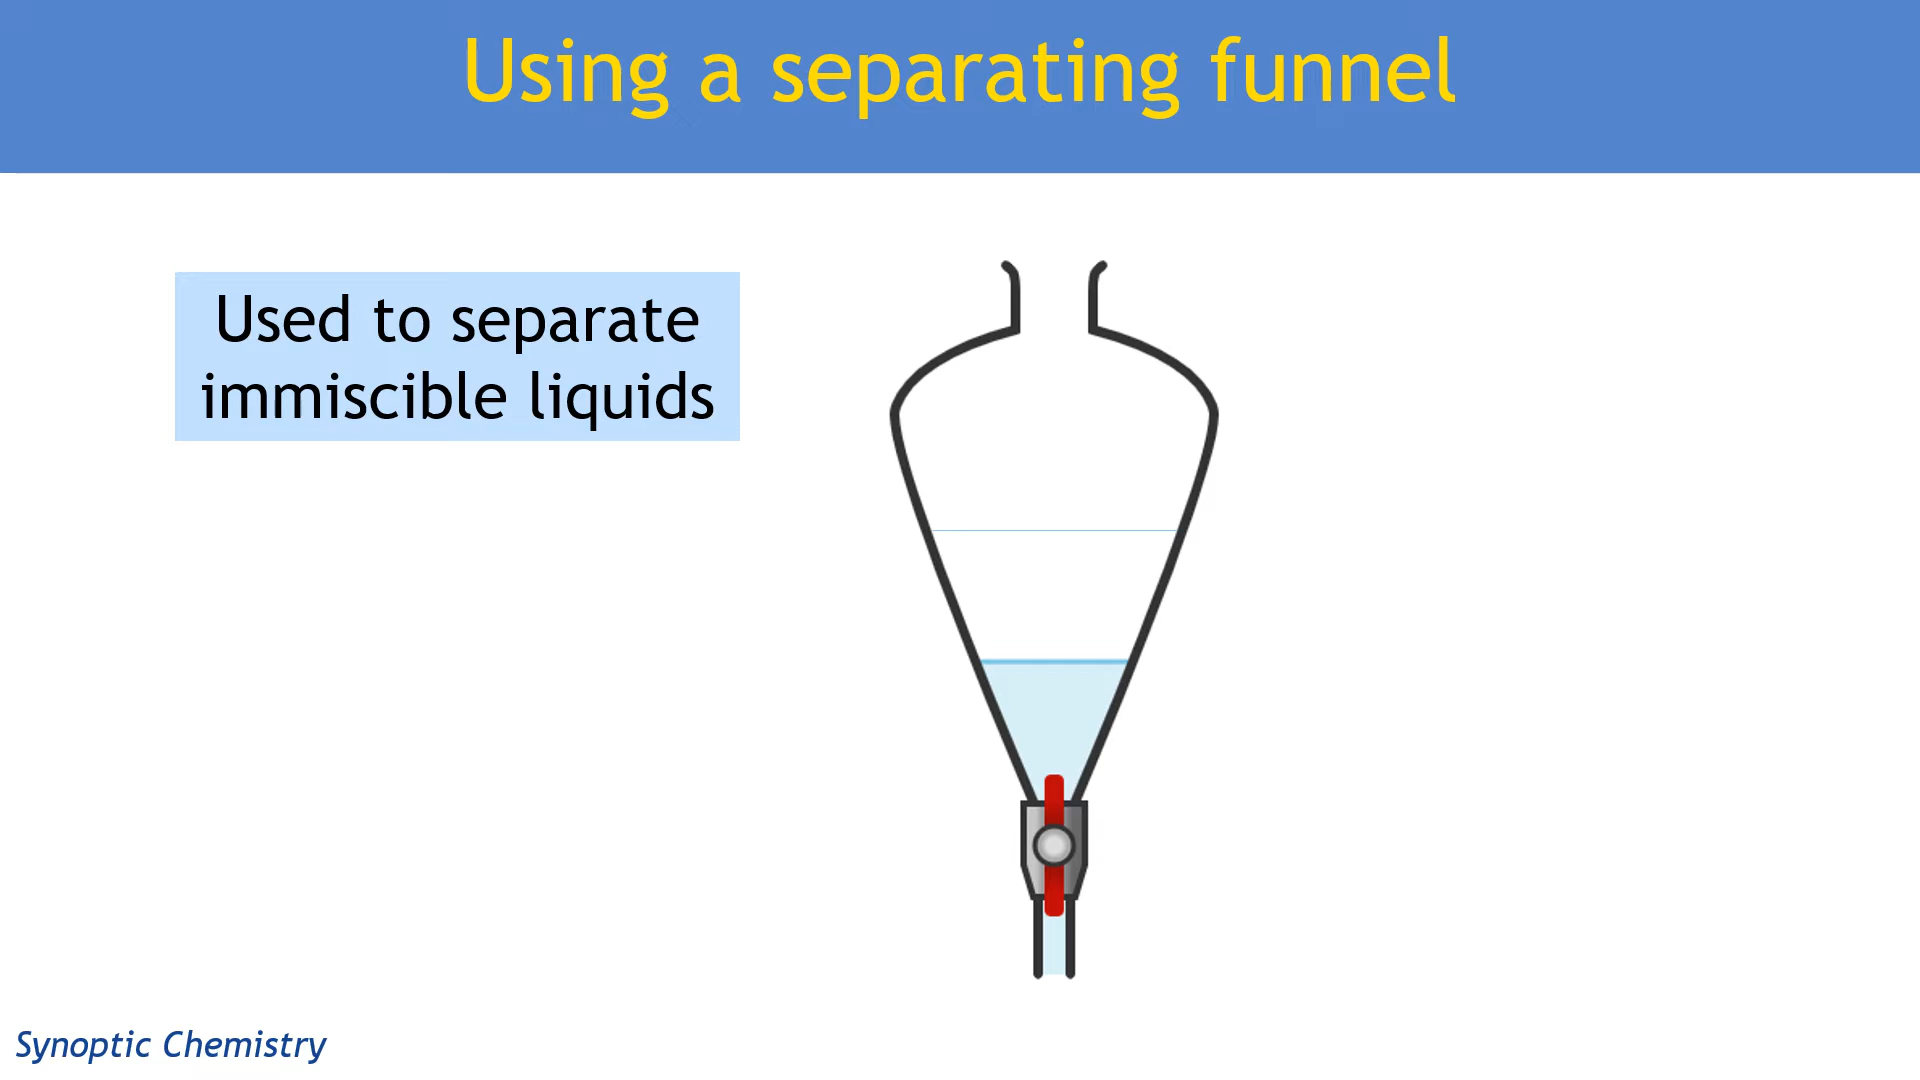 Using a separating funnel
Used to separate
immiscible liquids
Synoptic Chemistry